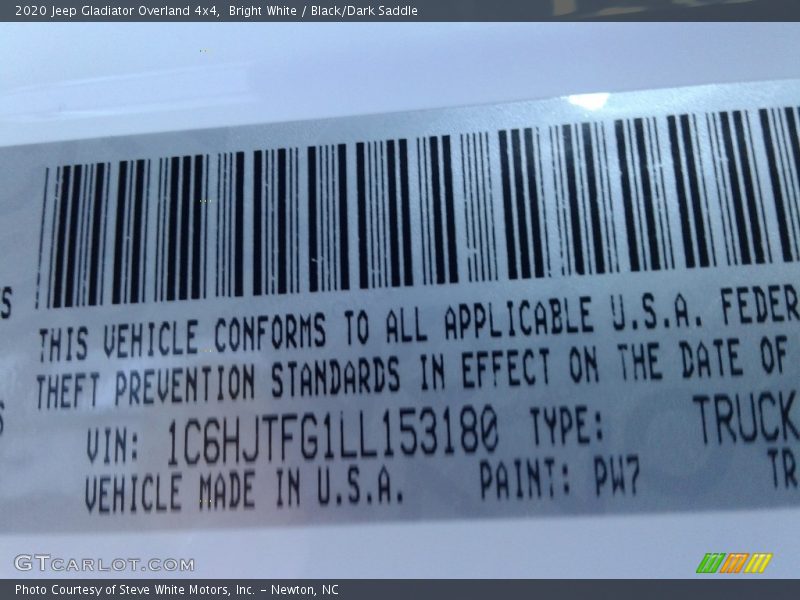 2020 Jeep Gladiator Overland 4x4,  Bright White / Black/Dark Saddle
THIS VEHICLE CONFORMS TO ALL APPLICABLE U.S.A. FEDER
THEFT PREVENTION STANDARDS IN EFFECT ON THE DATE OF
VIN: 1C6HJTFG1LL153180 TYPE: TRUCK
VEHICLE MADE IN U.S.A. PAINT: PW7 TR
GTCARLOT.COM
Photo Courtesy of Steve White Motors, Inc. – Newton, NC